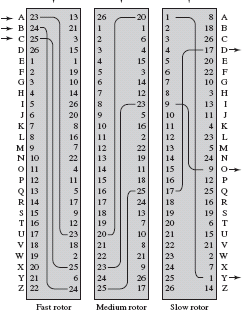 A 23 13 26 20 1 8 A
B 24 21 1 1 2 18 B
C 25 3 2 6 3 26 C
D 26 15 3 4 4 17 D
E 1 1 4 15 5 20 E
F 2 19 5 3 6 22 F
G 3 10 6 14 7 10 G
H 4 14 7 12 8 3 H
I 5 26 8 23 9 13 I
J 6 20 9 5 10 11 J
K 7 8 10 16 11 4 K
L 8 16 11 2 12 23 L
M 9 7 12 22 13 5 M
N 10 22 13 19 14 24 N
O 11 4 14 11 15 9 O
P 12 11 15 18 16 12 P
Q 13 5 16 25 17 25 Q
R 14 17 17 24 18 16 R
S 15 9 18 13 19 19 S
T 16 12 19 7 20 6 T
U 17 23 20 10 21 15 U
V 18 18 21 8 22 21 V
W 19 2 22 21 23 2 W
X 20 25 23 9 24 7 X
Y 21 6 24 26 25 1 Y
Z 22 24 25 17 26 14 Z
Fast rotor Medium rotor Slow rotor